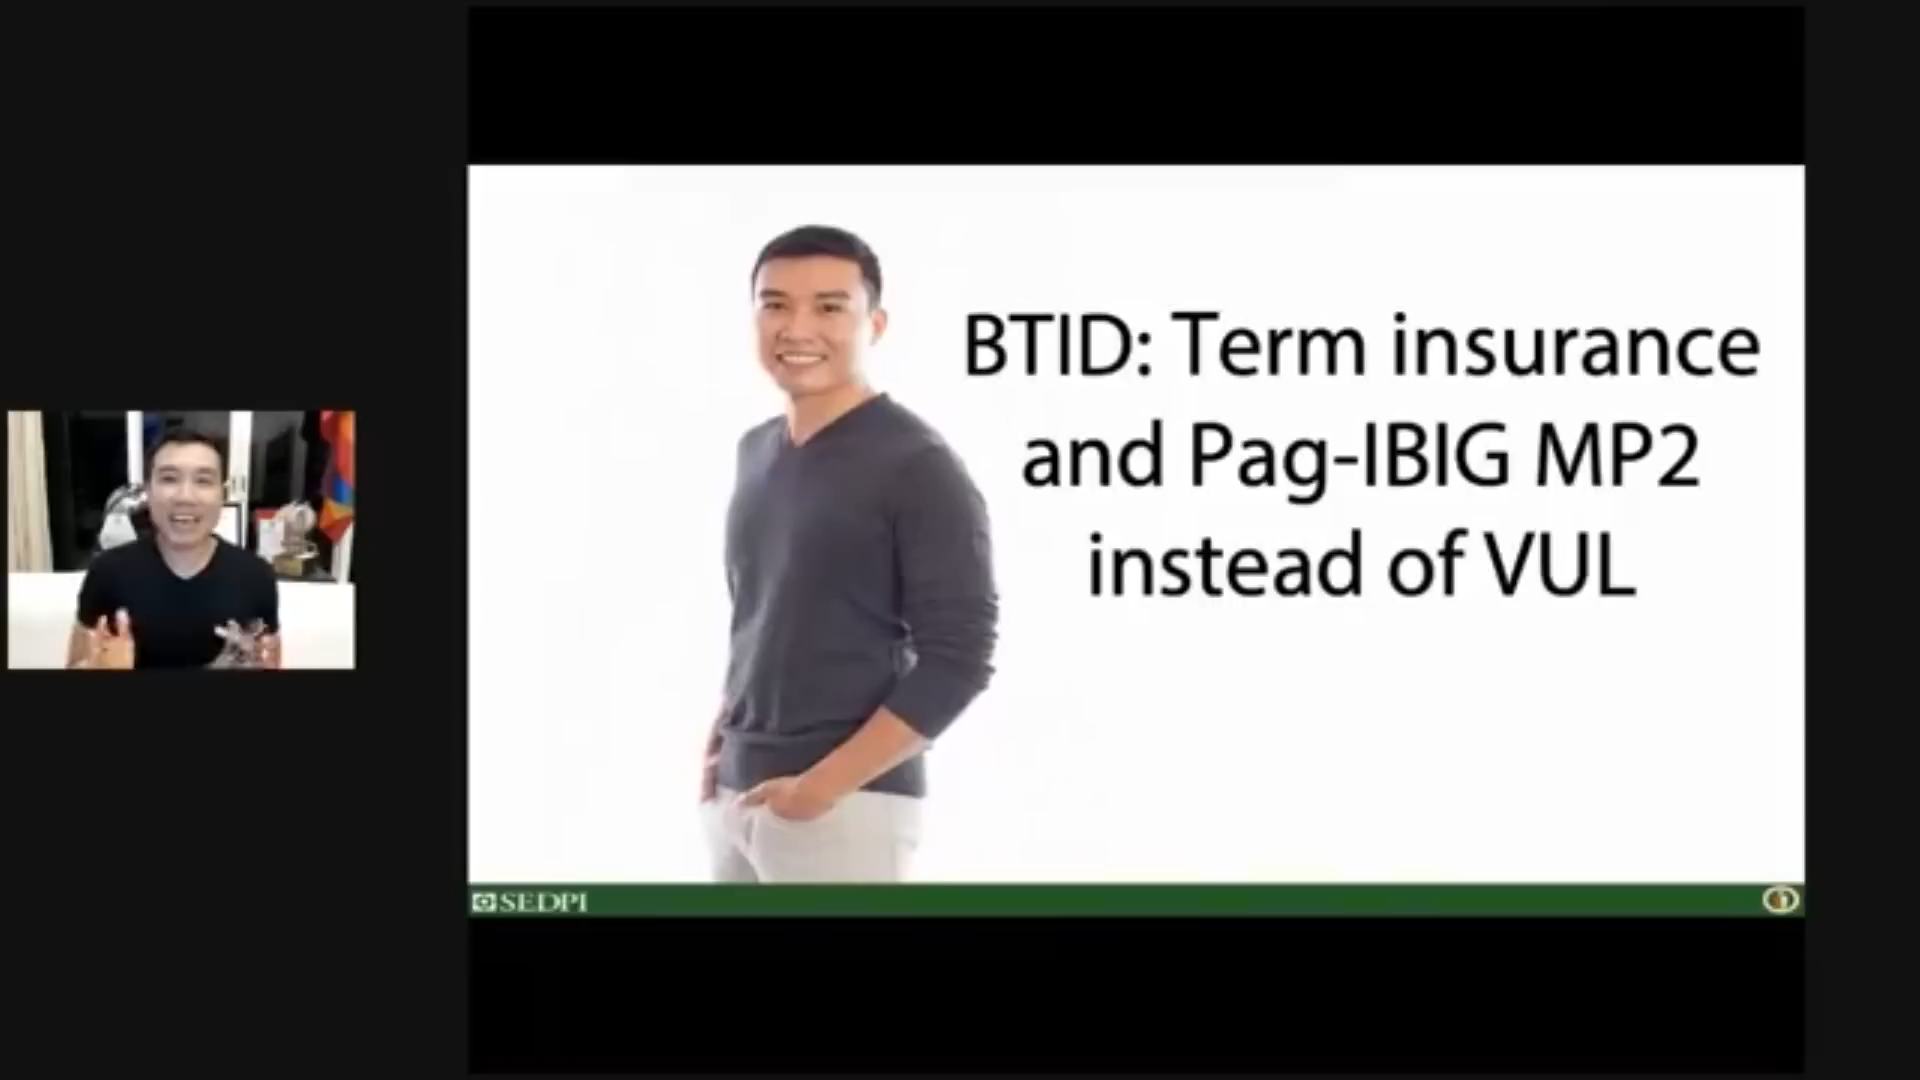 BTID: Term insurance
and Pag-IBIG MP2
instead of VUL
SEDPI